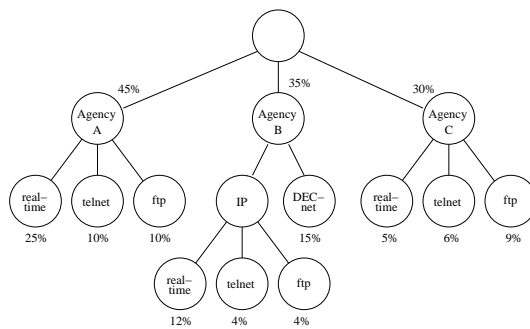 45%
35%
30%
Agency
A
Agency
B
Agency
C
real-
time
telnet
ftp
IP
DEC-
net
real-
time
telnet
ftp
25%
10%
10%
15%
5%
6%
9%
real-
time
telnet
ftp
12%
4%
4%